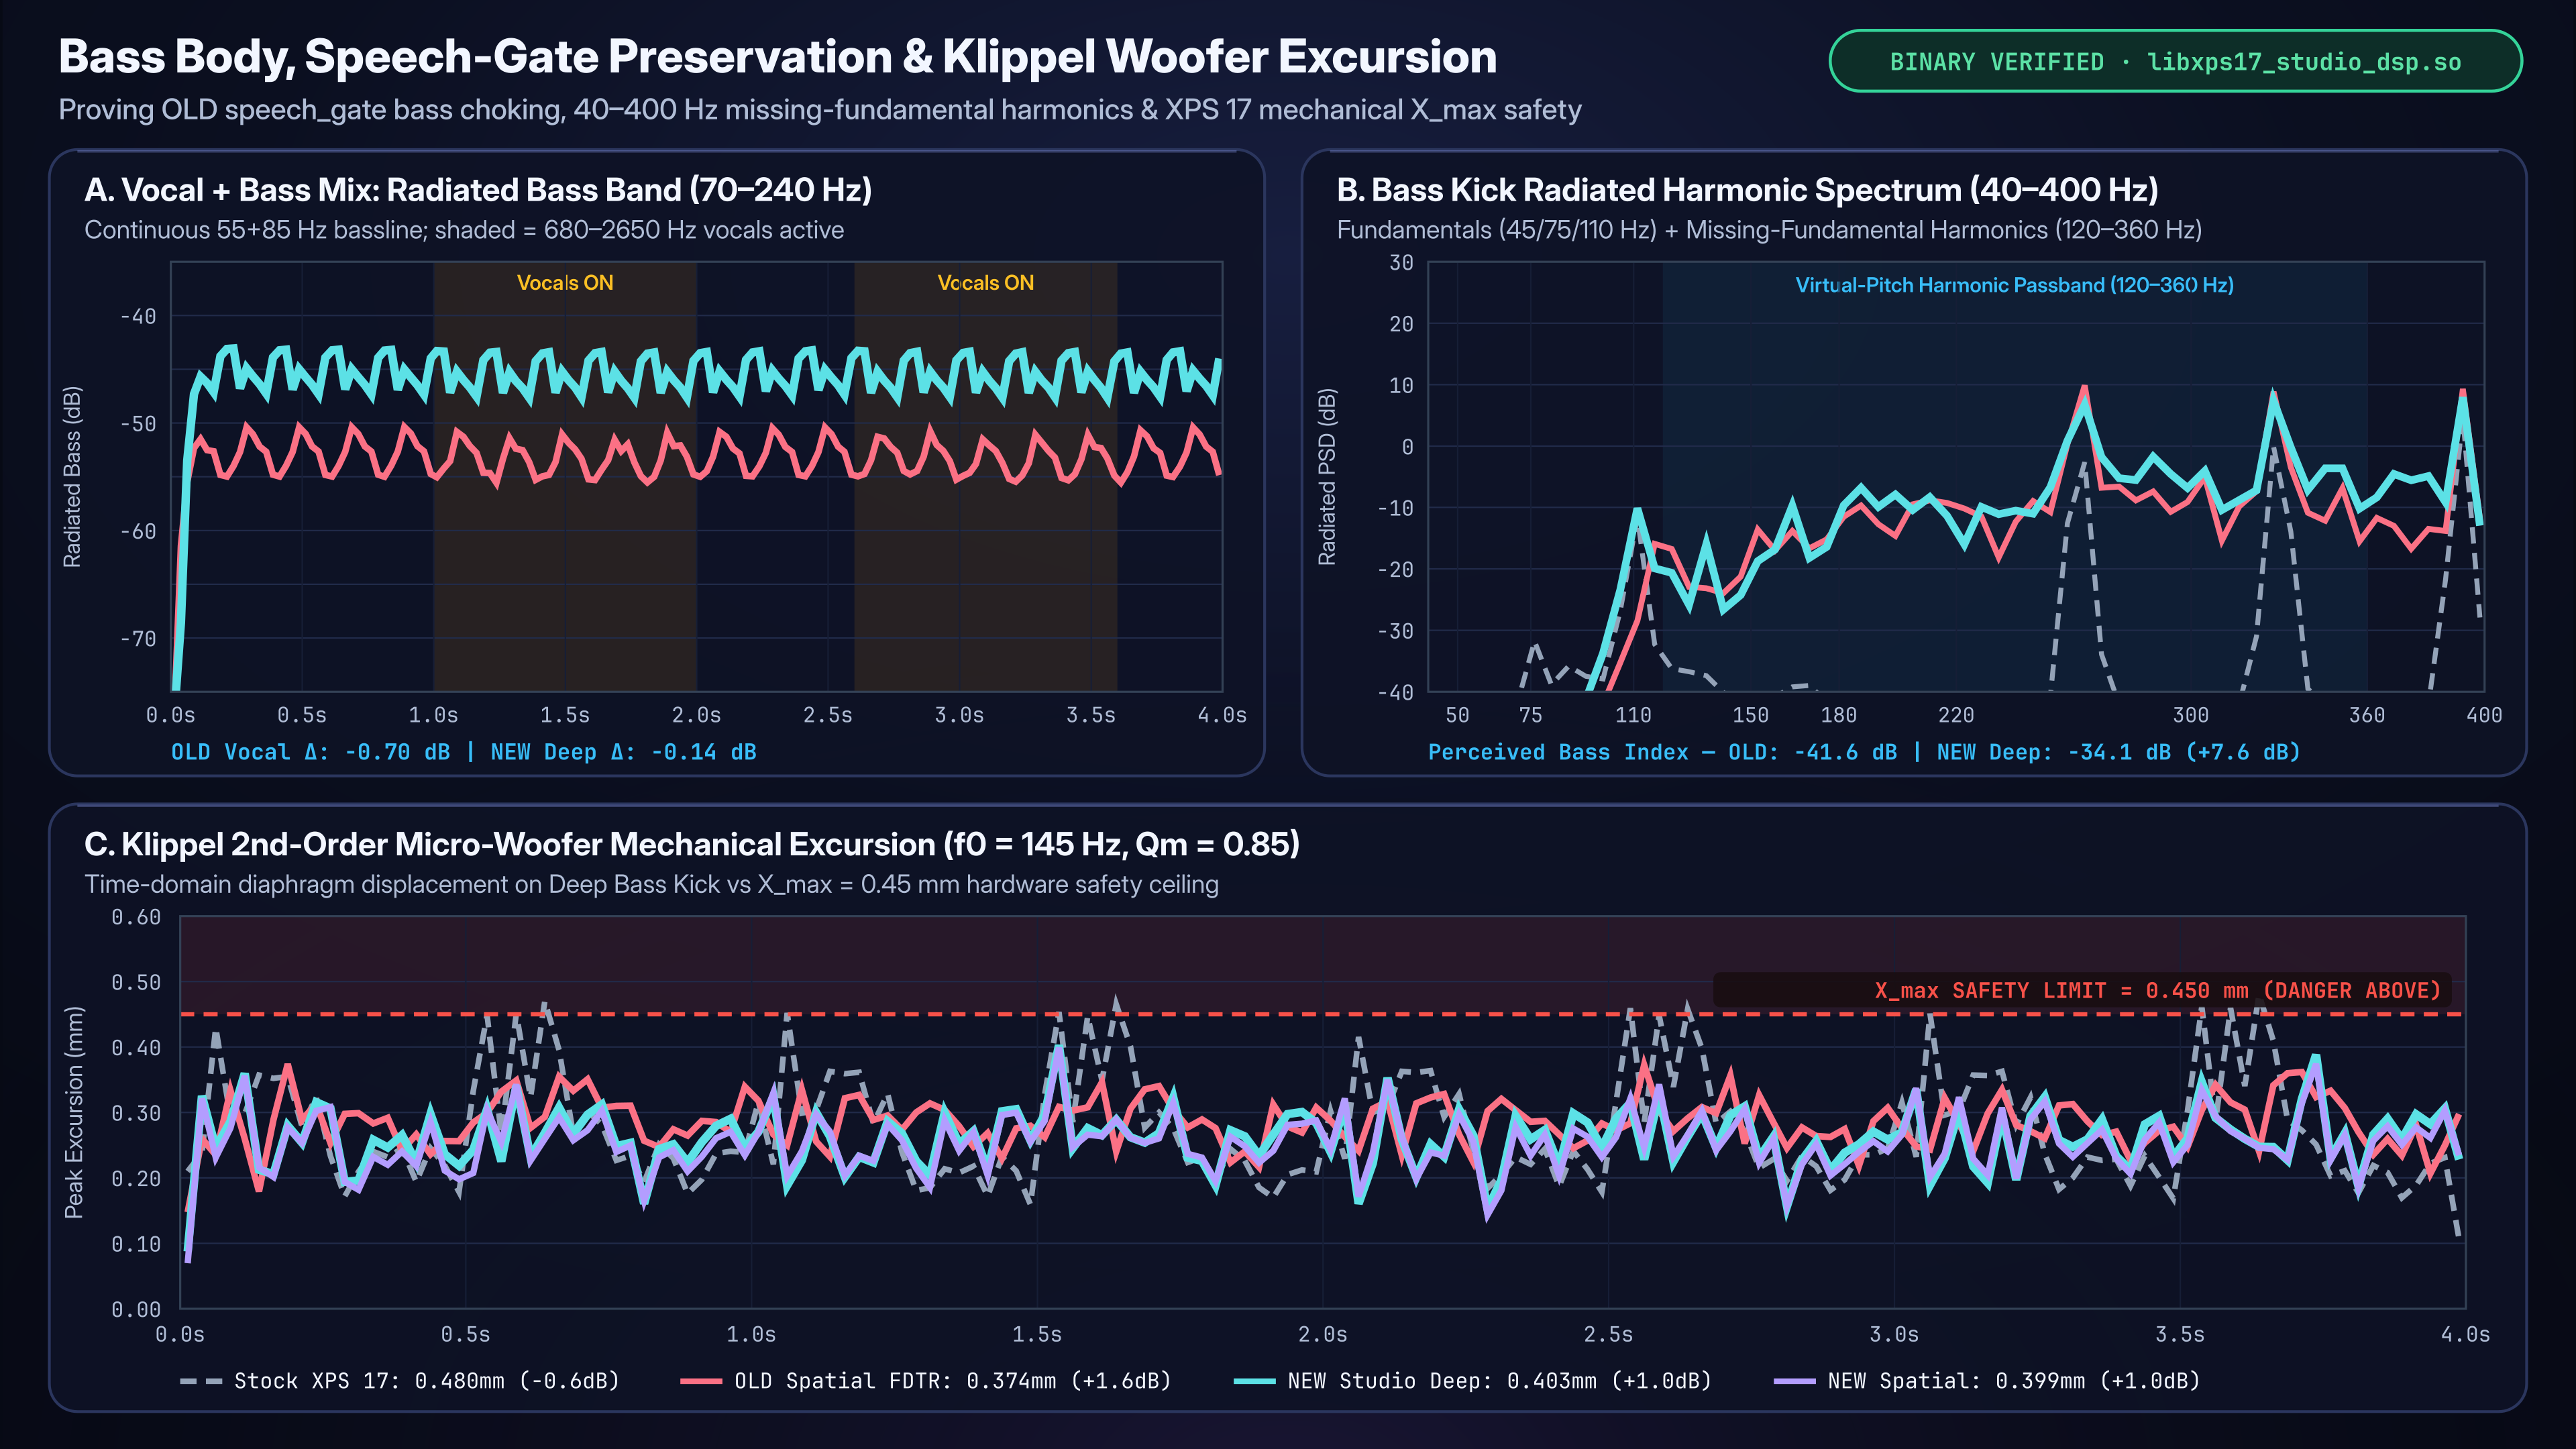 Bass Body, Speech-Gate Preservation & Klippel Woofer Excursion
BINARY VERIFIED · libxps17_studio_dsp.so
Proving OLD speech_gate bass choking, 40–400 Hz missing-fundamental harmonics & XPS 17 mechanical X_max safety
A. Vocal + Bass Mix: Radiated Bass Band (70–240 Hz)
Continuous 55+85 Hz bassline; shaded = 680–2650 Hz vocals active
Vocals ON
Vocals ON
Radiated Bass (dB)
-40
-50
-60
-70
0.0s 0.5s 1.0s 1.5s 2.0s 2.5s 3.0s 3.5s 4.0s
OLD Vocal Δ: -0.70 dB | NEW Deep Δ: -0.14 dB
B. Bass Kick Radiated Harmonic Spectrum (40–400 Hz)
Fundamentals (45/75/110 Hz) + Missing-Fundamental Harmonics (120–360 Hz)
Virtual-Pitch Harmonic Passband (120–360 Hz)
Radiated PSD (dB)
30
20
10
0
-10
-20
-30
-40
50 75 110 150 180 220 300 360 400
Perceived Bass Index — OLD: -41.6 dB | NEW Deep: -34.1 dB (+7.6 dB)
C. Klippel 2nd-Order Micro-Woofer Mechanical Excursion (f0 = 145 Hz, Qm = 0.85)
Time-domain diaphragm displacement on Deep Bass Kick vs X_max = 0.45 mm hardware safety ceiling
X_max SAFETY LIMIT = 0.450 mm (DANGER ABOVE)
Peak Excursion (mm)
0.60
0.50
0.40
0.30
0.20
0.10
0.00
0.0s 0.5s 1.0s 1.5s 2.0s 2.5s 3.0s 3.5s 4.0s
Stock XPS 17: 0.480mm (-0.6dB)
OLD Spatial FDTR: 0.374mm (+1.6dB)
NEW Studio Deep: 0.403mm (+1.0dB)
NEW Spatial: 0.399mm (+1.0dB)